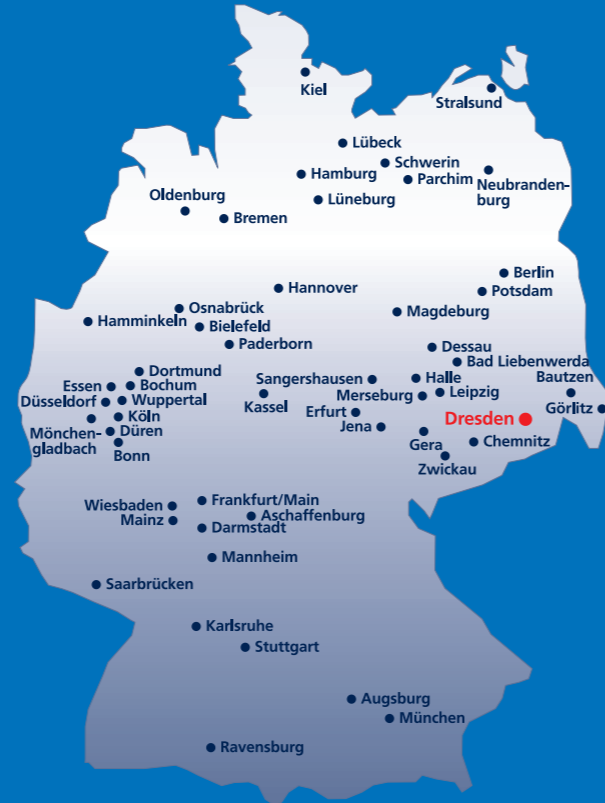 Kiel
Stralsund
Lübeck
Schwerin
Hamburg
Parchim
Neubranden-
burg
Oldenburg
Lüneburg
Bremen
Berlin
Hannover
Potsdam
Osnabrück
Magdeburg
Hamminkeln
Bielefeld
Paderborn
Dessau
Bad Liebenwerda
Dortmund
Sangershausen
Halle
Bautzen
Essen
Bochum
Leipzig
Merseburg
Düsseldorf
Wuppertal
Kassel
Görlitz
Erfurt
Köln
Dresden
Jena
Mönchen-
gladbach
Düren
Gera
Chemnitz
Bonn
Zwickau
Frankfurt/Main
Wiesbaden
Aschaffenburg
Mainz
Darmstadt
Mannheim
Saarbrücken
Karlsruhe
Stuttgart
Augsburg
München
Ravensburg